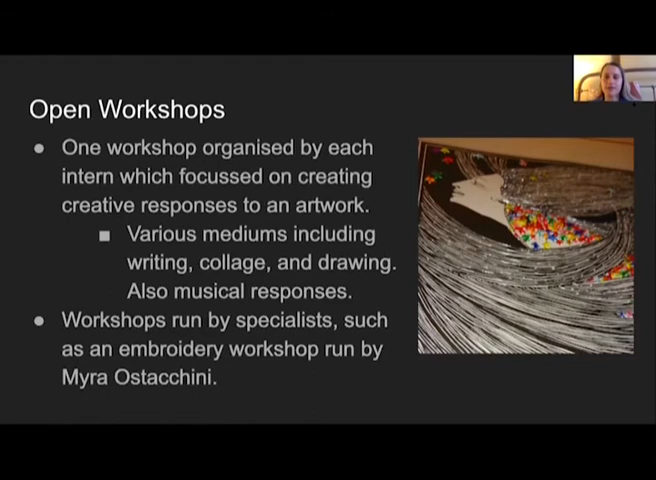 Open Workshops
● One workshop organised by each
intern which focussed on creating
creative responses to an artwork.
■ Various mediums including
writing, collage, and drawing.
Also musical responses.
● Workshops run by specialists, such
as an embroidery workshop run by
Myra Ostacchini.